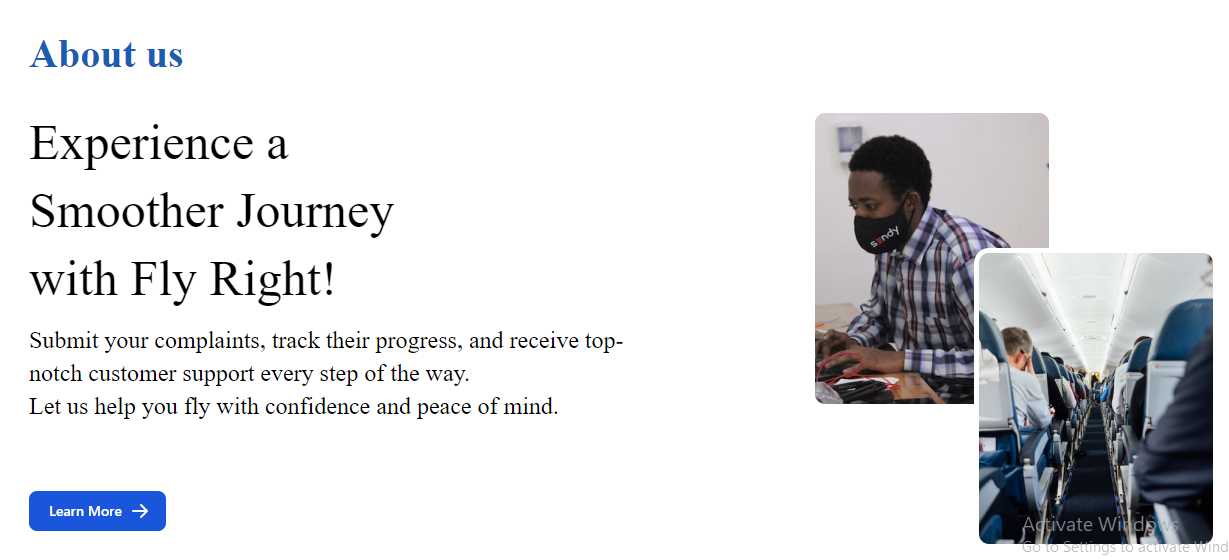 About us
Experience a
Smoother Journey
with Fly Right!
Submit your complaints, track their progress, and receive top-
notch customer support every step of the way.
Let us help you fly with confidence and peace of mind.
Learn More
sendy
Activate Windows
Go to Settings to activate Wind